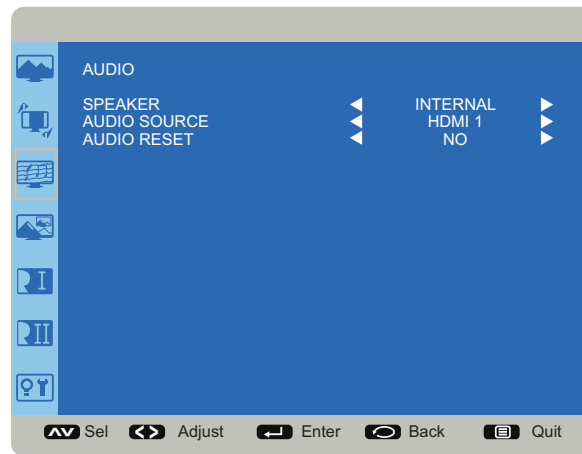 AUDIO
SPEAKER INTERNAL
AUDIO SOURCE HDMI 1
AUDIO RESET NO
Sel Adjust Enter Back Quit